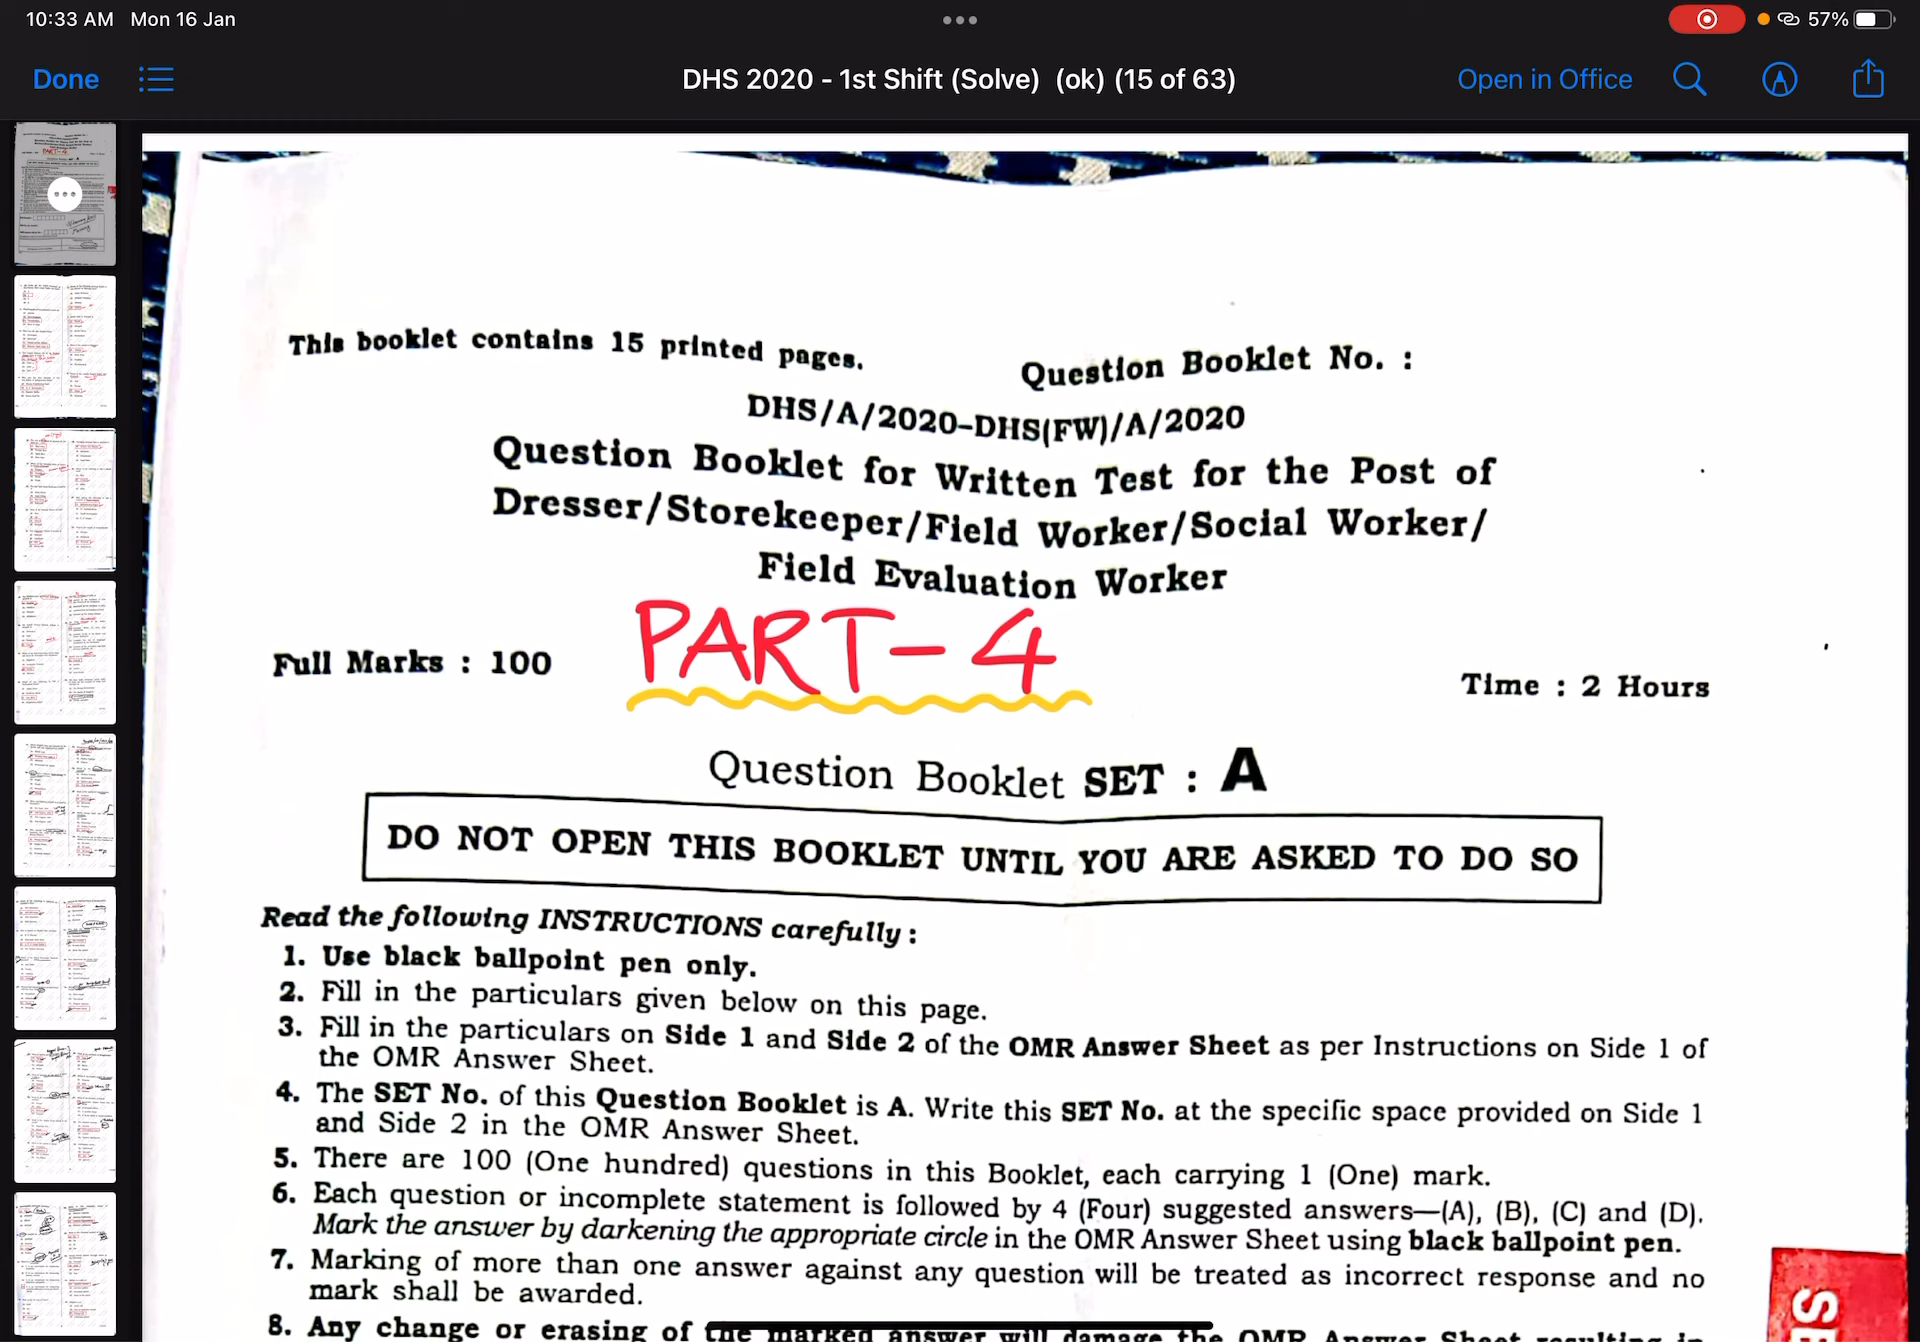 10:33 AM Mon 16 Jan
57%
Done
DHS 2020 - 1st Shift (Solve) (ok) (15 of 63)
Open in Office
This booklet contains 15 printed pages.
Question Booklet No. :
DHS/A/2020-DHS(FW)/A/2020
Question Booklet for Written Test for the Post of
Dresser/Storekeeper/Field Worker/Social Worker/
Field Evaluation Worker
PART-4
Full Marks : 100
Time : 2 Hours
Question Booklet SET : A
DO NOT OPEN THIS BOOKLET UNTIL YOU ARE ASKED TO DO SO
Read the following INSTRUCTIONS carefully :
1. Use black ballpoint pen only.
2. Fill in the particulars given below on this page.
3. Fill in the particulars on Side 1 and Side 2 of the OMR Answer Sheet as per Instructions on Side 1 of
the OMR Answer Sheet.
4. The SET No. of this Question Booklet is A. Write this SET No. at the specific space provided on Side 1
and Side 2 in the OMR Answer Sheet.
5. There are 100 (One hundred) questions in this Booklet, each carrying 1 (One) mark.
6. Each question or incomplete statement is followed by 4 (Four) suggested answers—(A), (B), (C) and (D).
Mark the answer by darkening the appropriate circle in the OMR Answer Sheet using black ballpoint pen.
7. Marking of more than one answer against any question will be treated as incorrect response and no
mark shall be awarded.
8. Any change or erasing of the marked answer will damage the OMR Answer Sheet resulting in